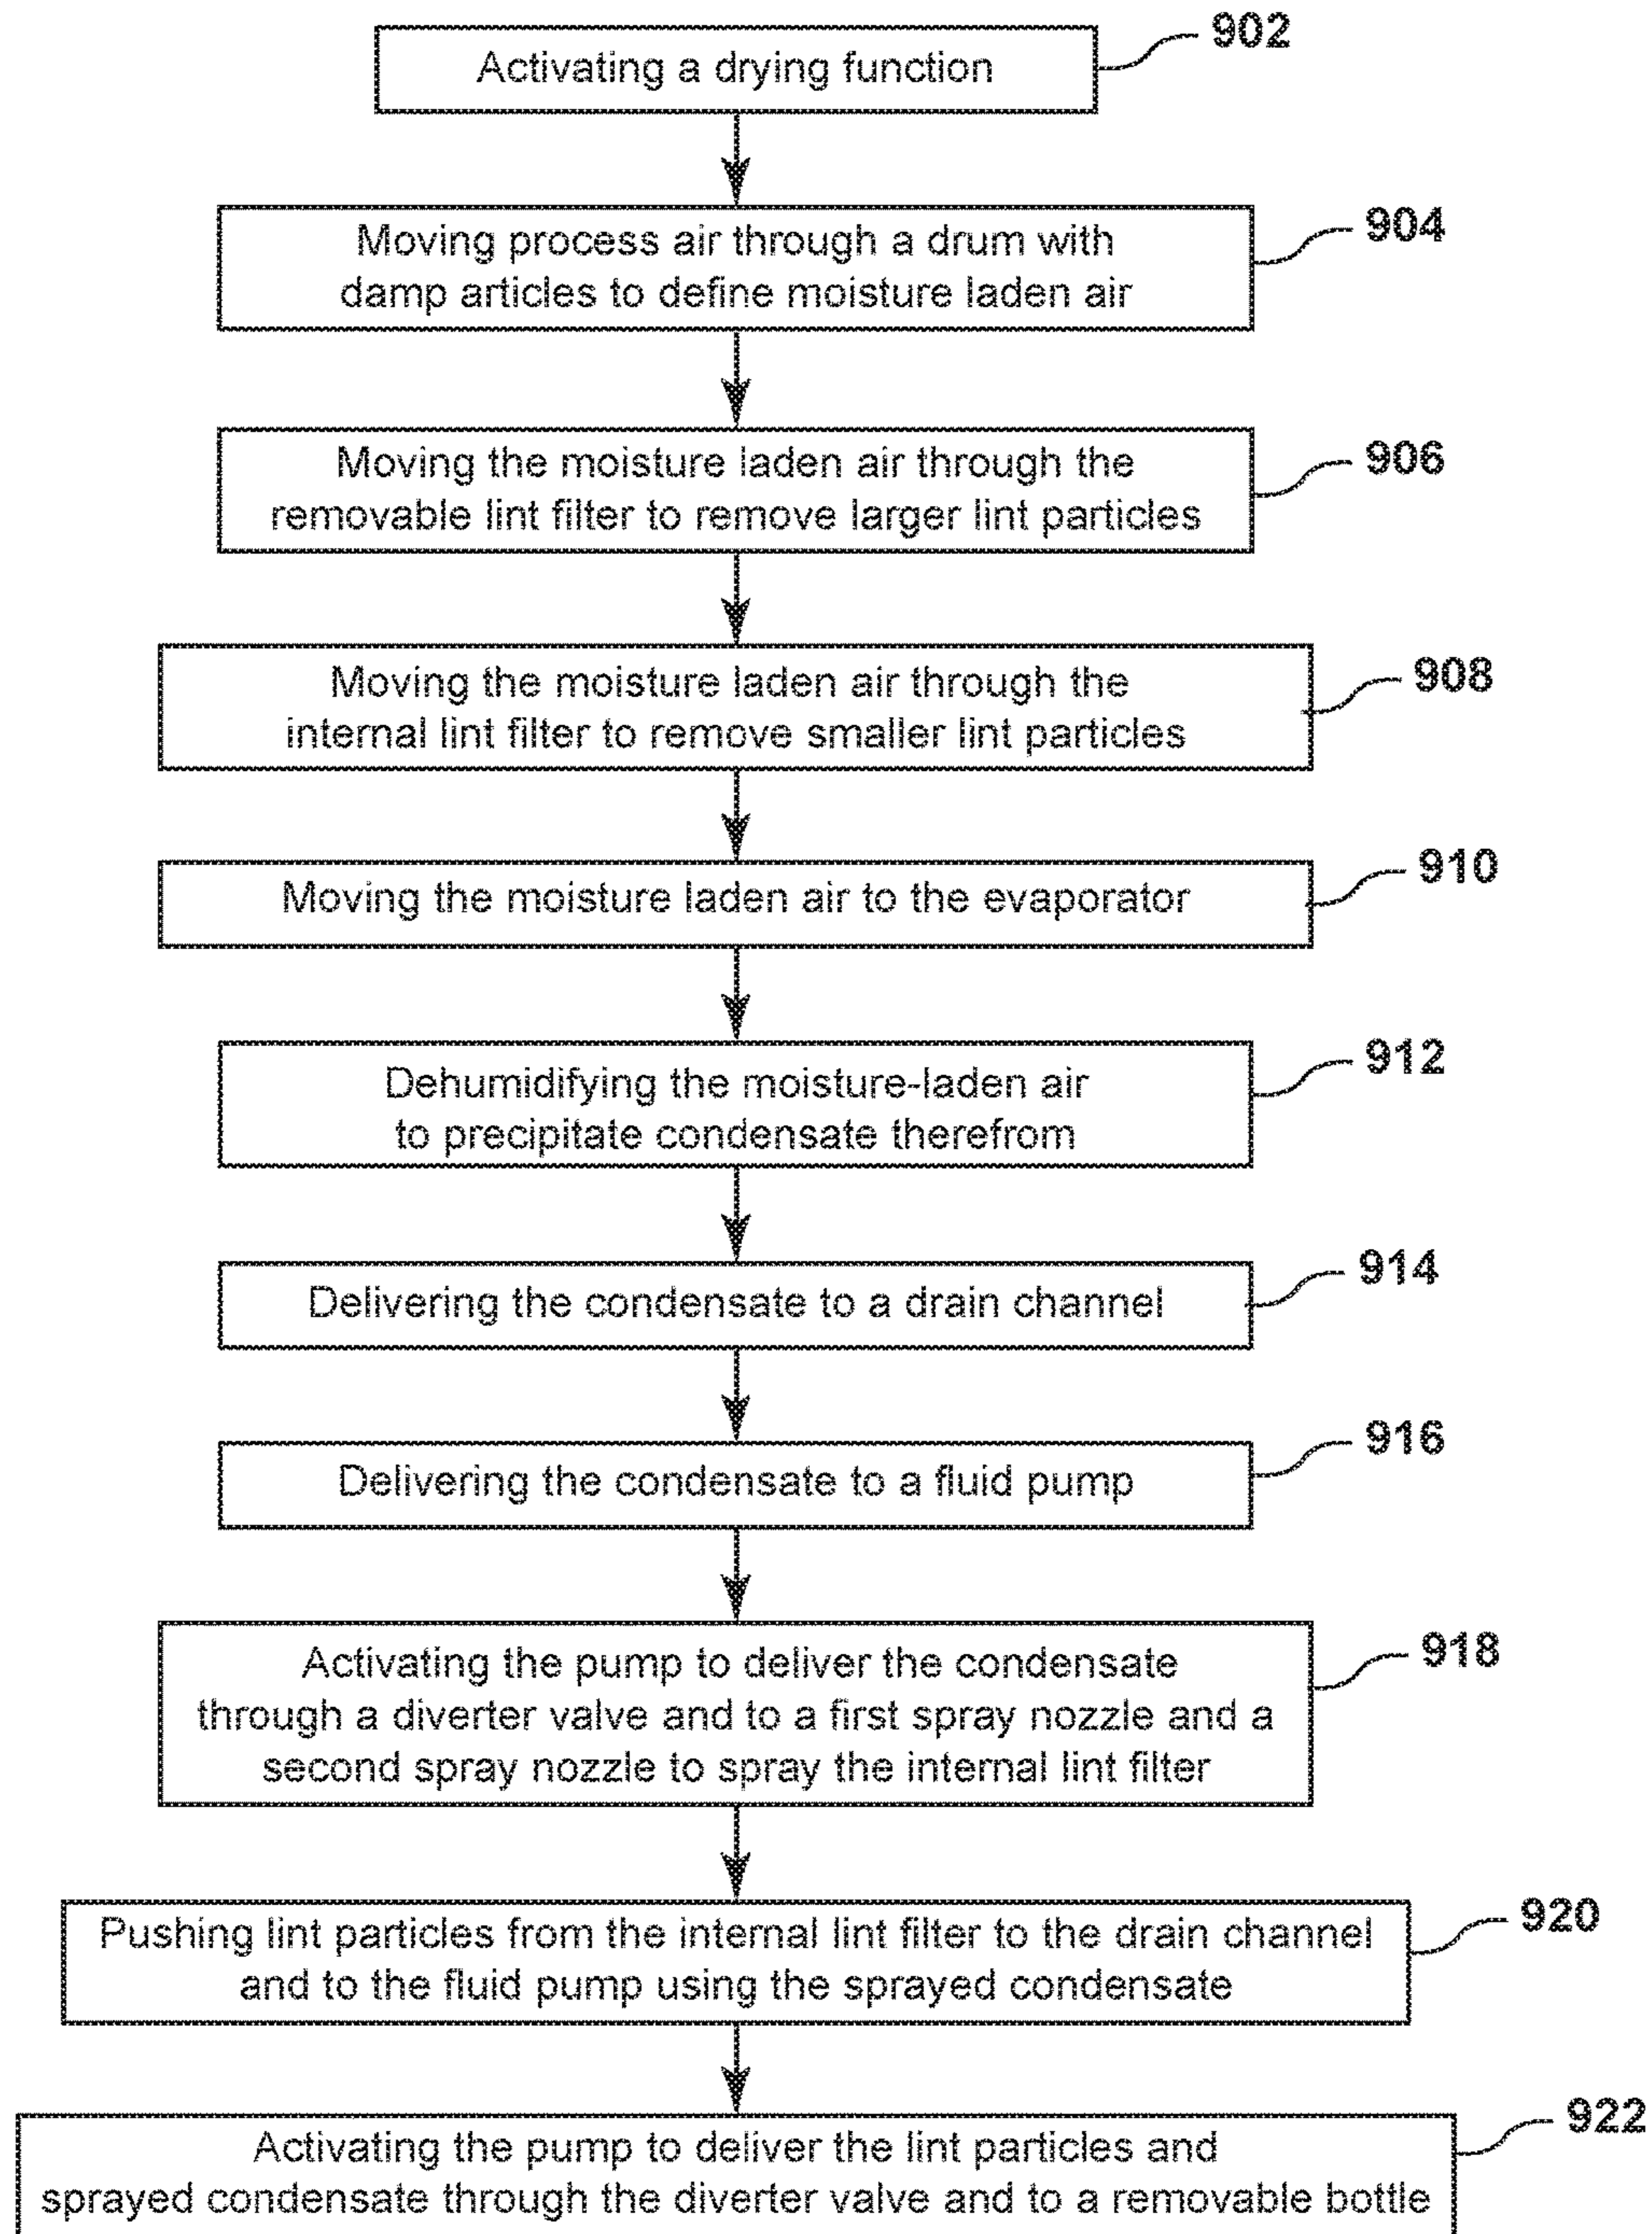 902
Activating a drying function
904
Moving process air through a drum with
damp articles to define moisture laden air
906
Moving the moisture laden air through the
removable lint filter to remove larger lint particles
908
Moving the moisture laden air through the
internal lint filter to remove smaller lint particles
910
Moving the moisture laden air to the evaporator
912
Dehumidifying the moisture-laden air
to precipitate condensate therefrom
914
Delivering the condensate to a drain channel
916
Delivering the condensate to a fluid pump
918
Activating the pump to deliver the condensate
through a diverter valve and to a first spray nozzle and a
second spray nozzle to spray the internal lint filter
920
Pushing lint particles from the internal lint filter to the drain channel
and to the fluid pump using the sprayed condensate
922
Activating the pump to deliver the lint particles and
sprayed condensate through the diverter valve and to a removable bottle